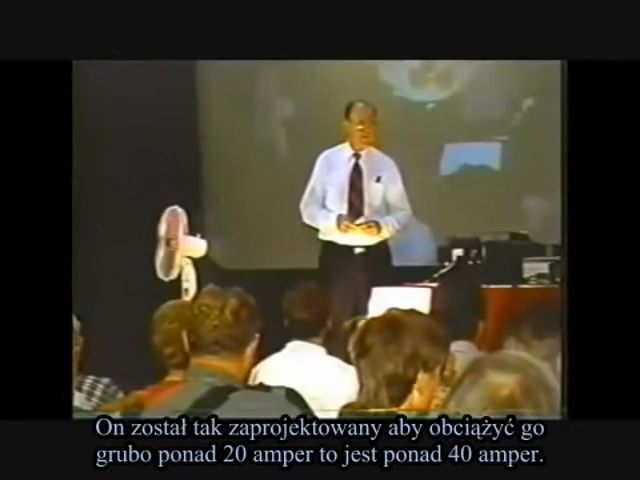 On został tak zaprojektowany aby obciążyć go
grubo ponad 20 amper to jest ponad 40 amper.